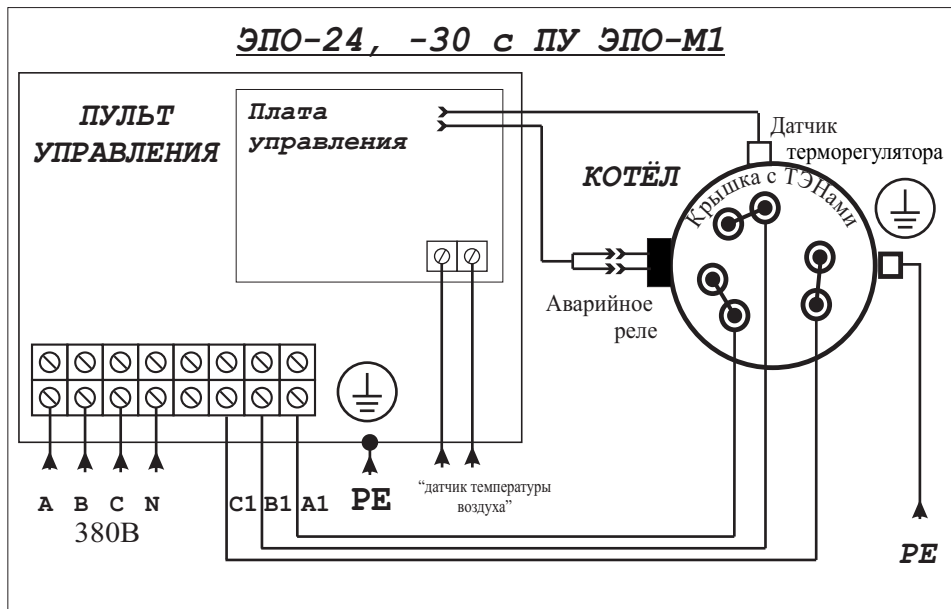 ЭПО-24, -30 с ПУ ЭПО-М1
ПУЛЬТ
УПРАВЛЕНИЯ
Плата
управления
Датчик
терморегулятора
КОТЁЛ
Крышка с ТЭНами
Аварийное
реле
A B C N C1 B1 A1 PE
380В
“датчик температуры
воздуха”
PE